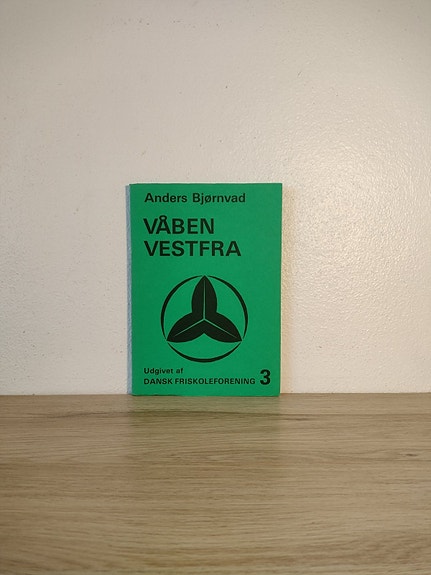 Anders Bjørnvad
VÅBEN
VESTFRA
Udgivet af
DANSK FRISKOLEFORENING 3